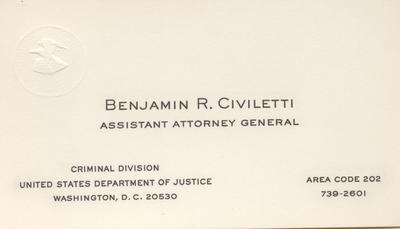 BENJAMIN R. CIVILETTI
ASSISTANT ATTORNEY GENERAL
CRIMINAL DIVISION
UNITED STATES DEPARTMENT OF JUSTICE
WASHINGTON, D. C. 20530
AREA CODE 202
739-2601